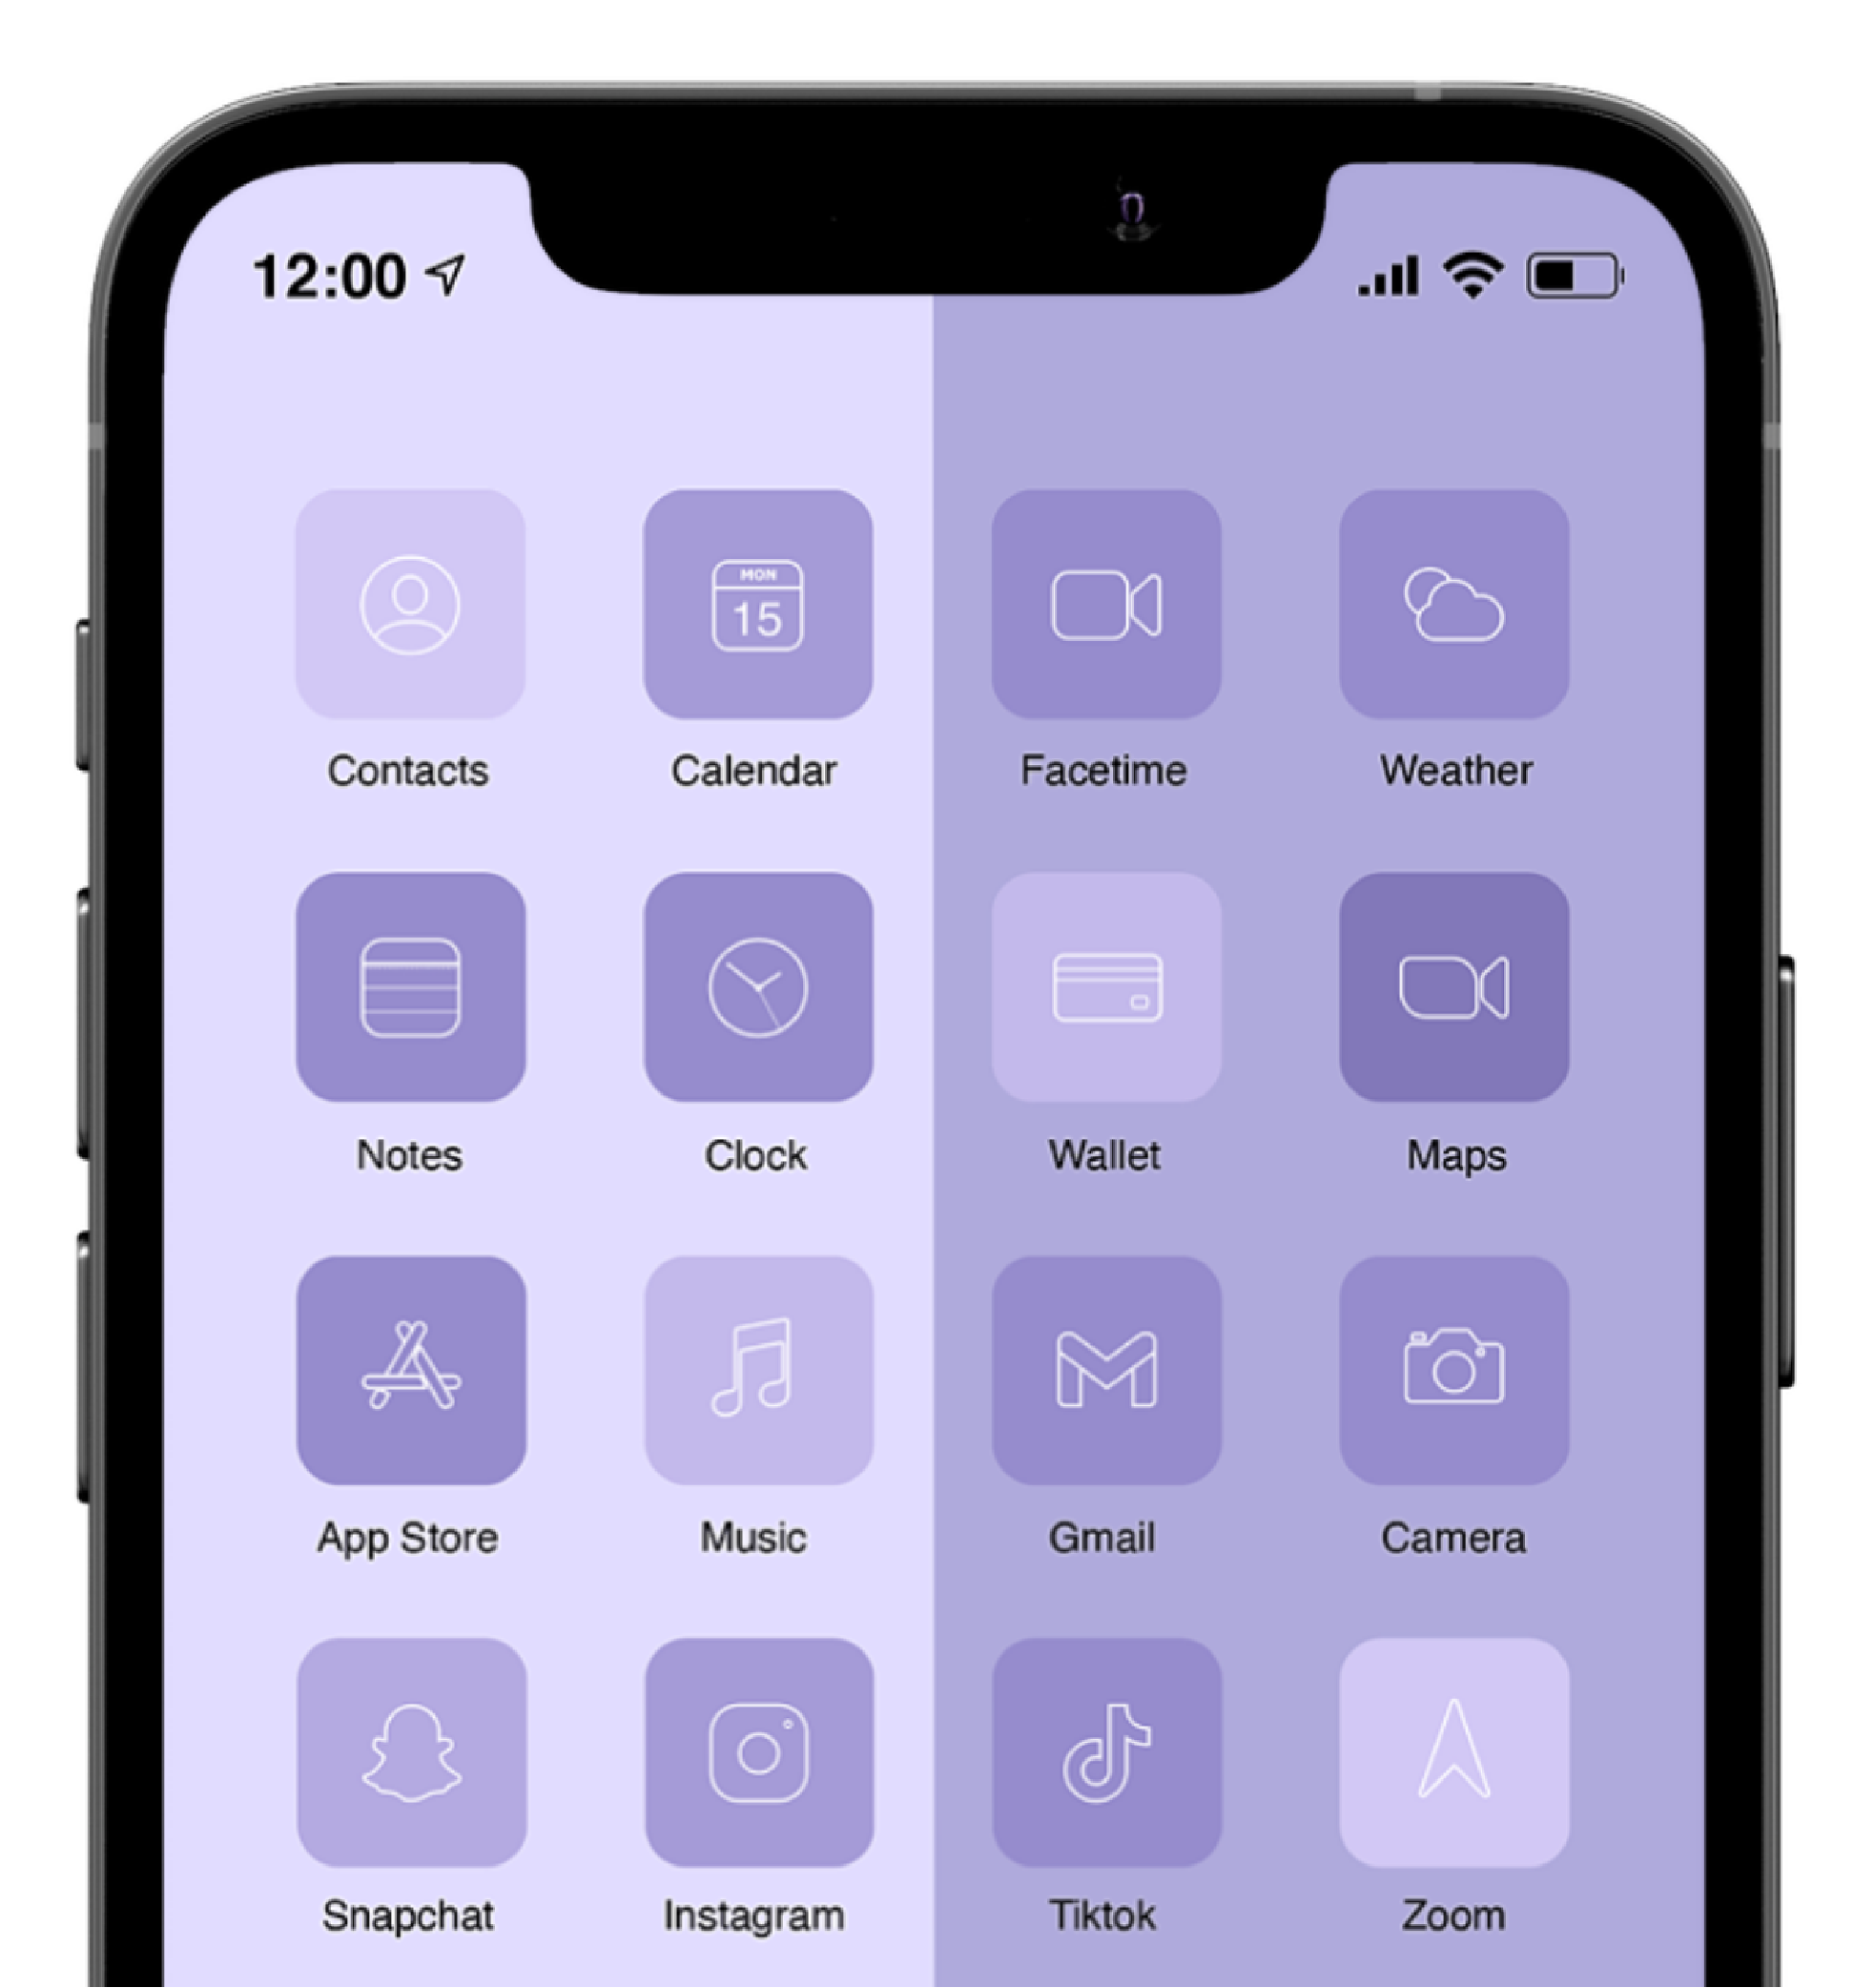 12:00
MON
15
Contacts Calendar Facetime Weather
Notes Clock Wallet Maps
App Store Music Gmail Camera
Snapchat Instagram Tiktok Zoom